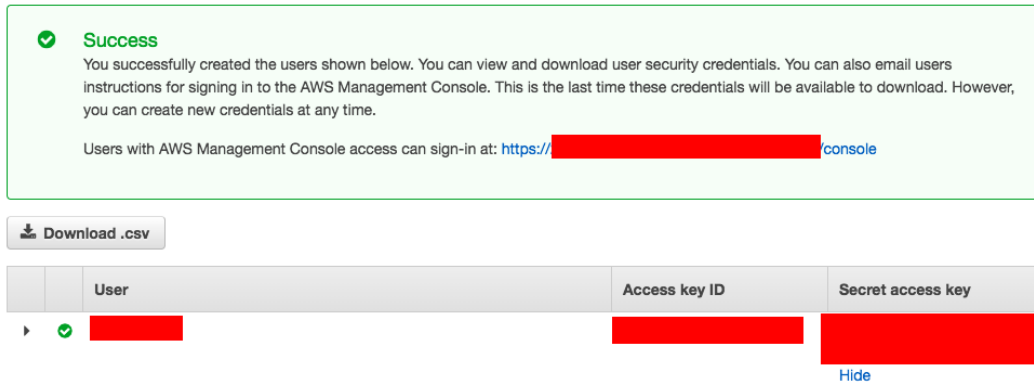 Success
You successfully created the users shown below. You can view and download user security credentials. You can also email users
instructions for signing in to the AWS Management Console. This is the last time these credentials will be available to download. However,
you can create new credentials at any time.
Users with AWS Management Console access can sign-in at: https:// /console
Download .csv
User Access key ID Secret access key
Hide